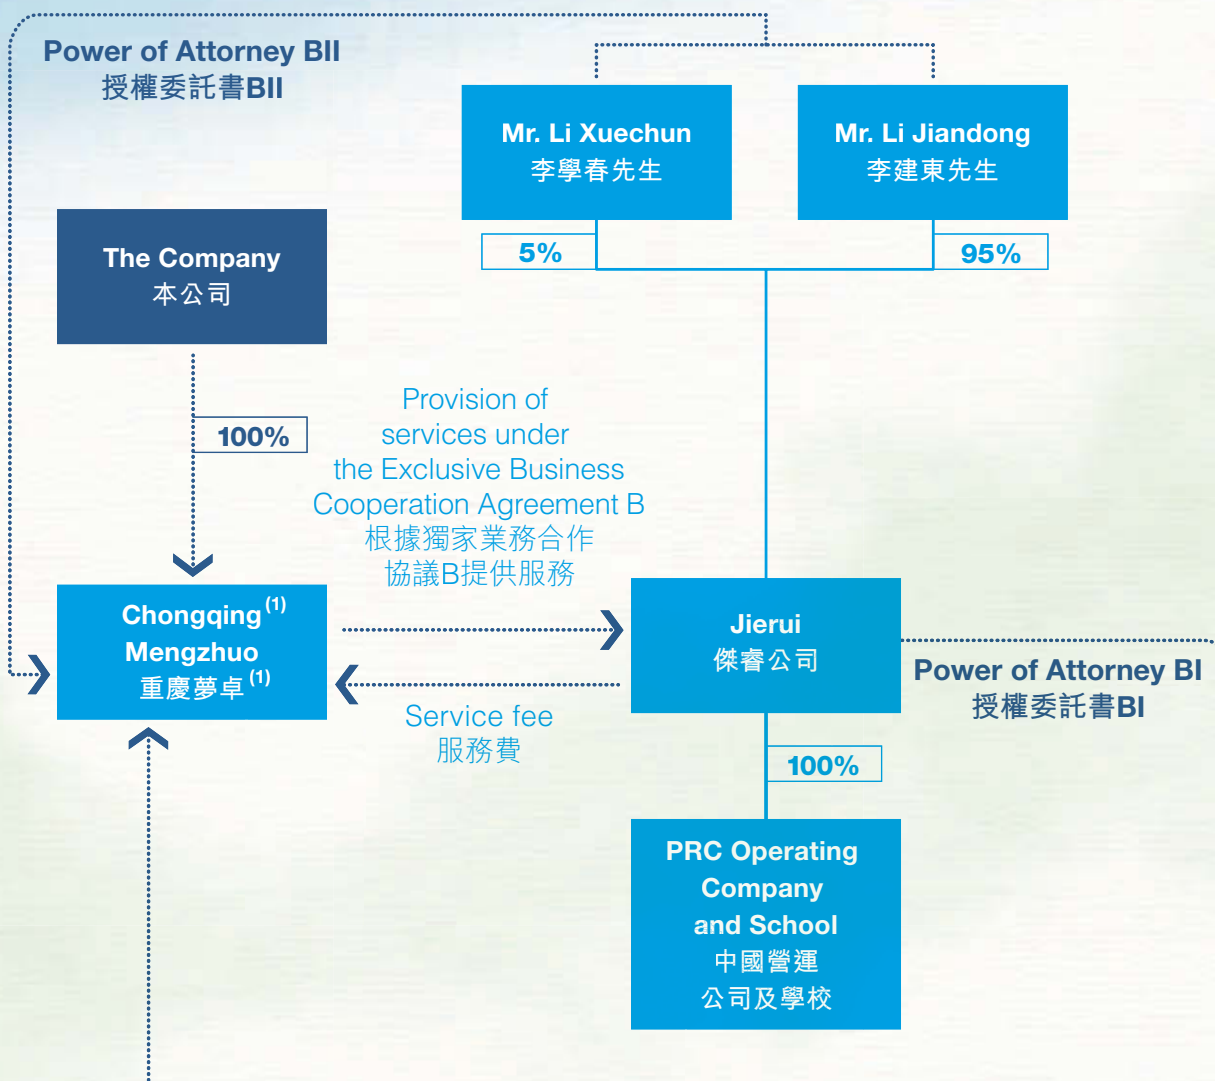 Power of Attorney BII
授權委託書BII
Mr. Li Xuechun
李學春先生
Mr. Li Jiandong
李建東先生
5%
95%
The Company
本公司
100%
Provision of
services under
the Exclusive Business
Cooperation Agreement B
根據獨家業務合作
協議B提供服務
Chongqing (1)
Mengzhuo
重慶夢卓 (1)
Jierui
傑睿公司
Power of Attorney BI
授權委託書BI
Service fee
服務費
100%
PRC Operating
Company
and School
中國營運
公司及學校